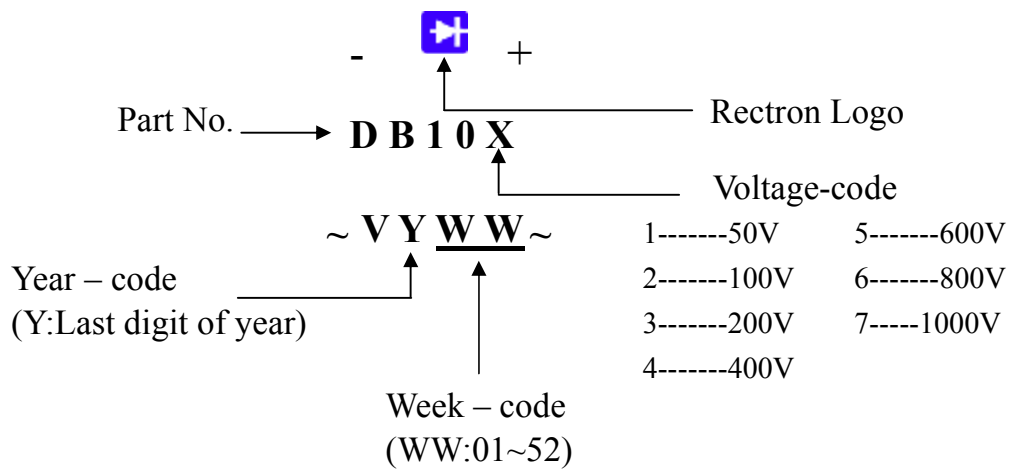 - +
Part No.
Rectron Logo
D B 1 0 X
Voltage-code
~ V Y W W ~
1-------50V 5-------600V
2-------100V 6-------800V
3-------200V 7-----1000V
4-------400V
Year – code
(Y:Last digit of year)
Week – code
(WW:01~52)